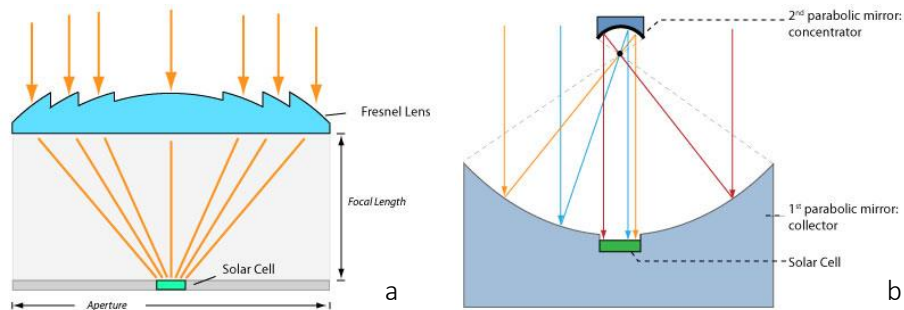 Fresnel Lens
Focal Length
Solar Cell
Aperture
a
2nd parabolic mirror:
concentrator
1st parabolic mirror:
collector
Solar Cell
b